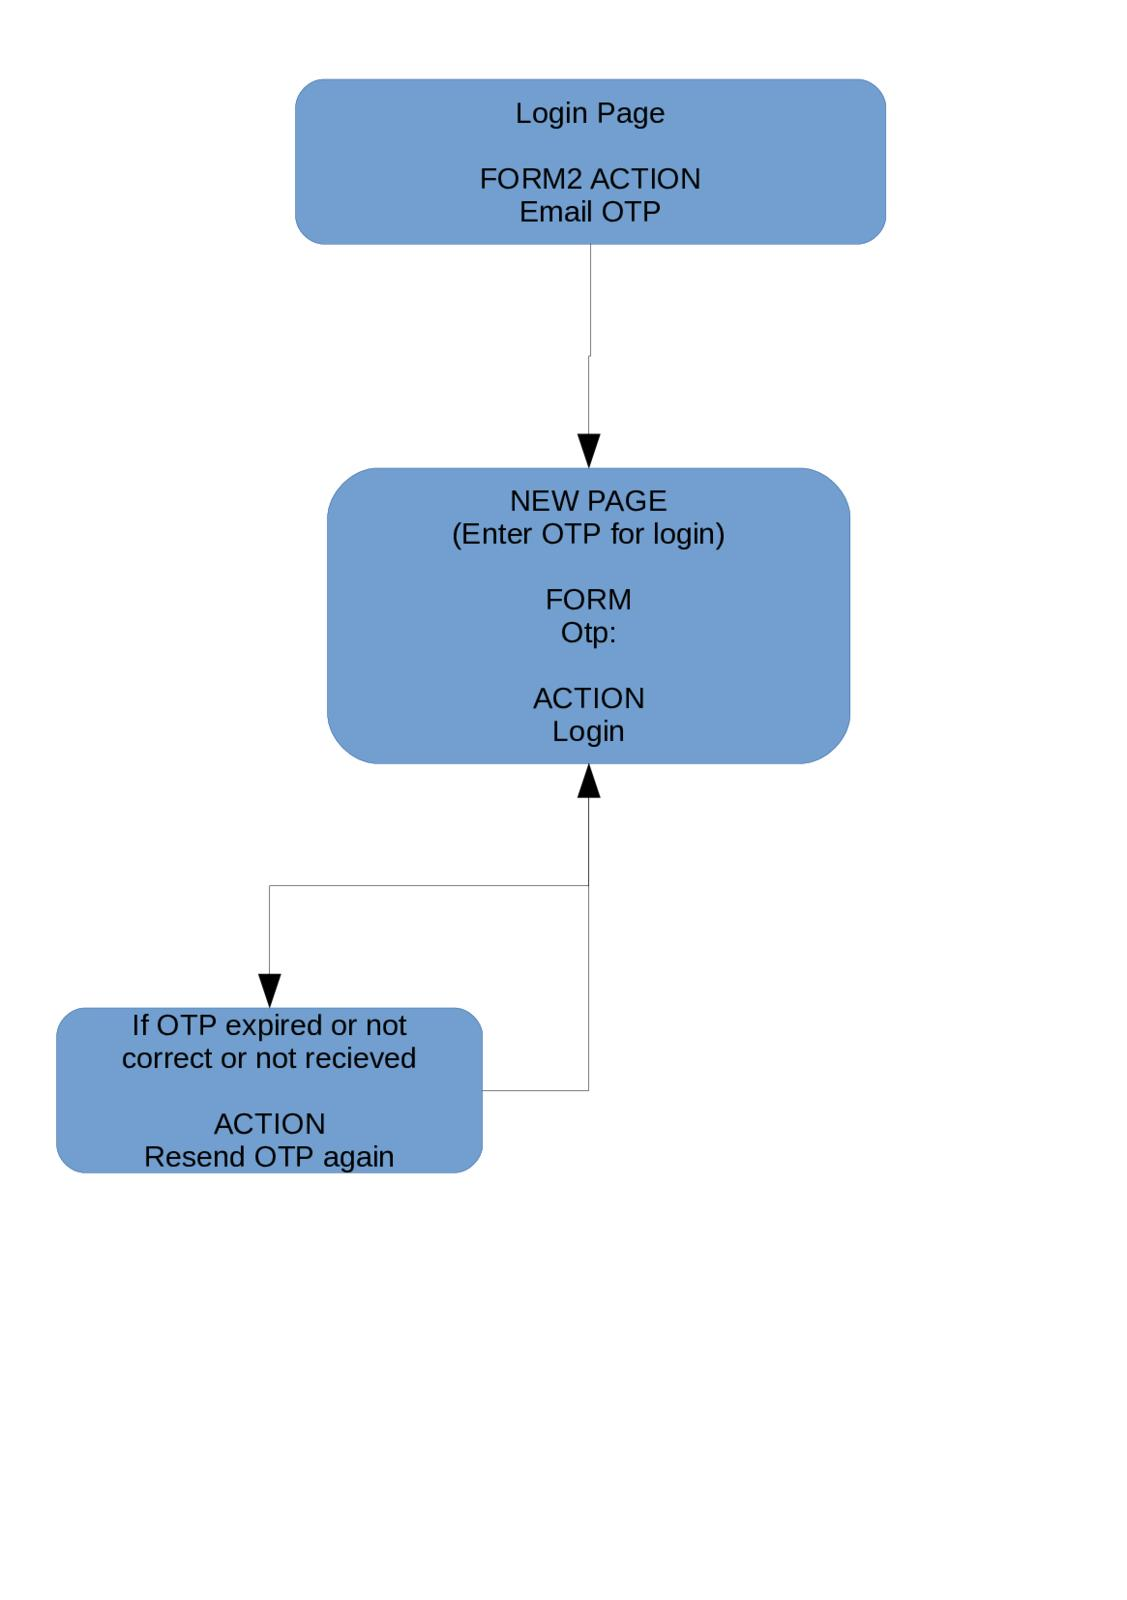 Login Page
FORM2 ACTION
Email OTP
NEW PAGE
(Enter OTP for login)
FORM
Otp:
ACTION
Login
If OTP expired or not
correct or not recieved
ACTION
Resend OTP again